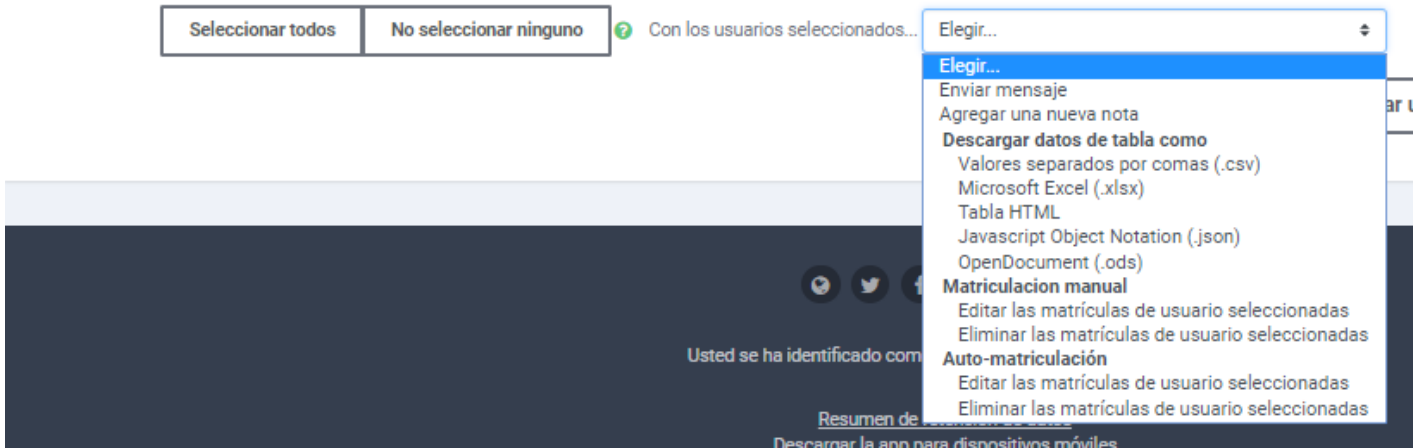 Seleccionar todos No seleccionar ninguno Con los usuarios seleccionados... Elegir...
Elegir...
Enviar mensaje
Agregar una nueva nota
Descargar datos de tabla como
Valores separados por comas (.csv)
Microsoft Excel (.xlsx)
Tabla HTML
Javascript Object Notation (.json)
OpenDocument (.ods)
Matriculacion manual
Editar las matrículas de usuario seleccionadas
Eliminar las matrículas de usuario seleccionadas
Auto-matriculación
Editar las matrículas de usuario seleccionadas
Eliminar las matrículas de usuario seleccionadas
Usted se ha identificado com
Resumen de
Descargar la app para dispositivos móviles